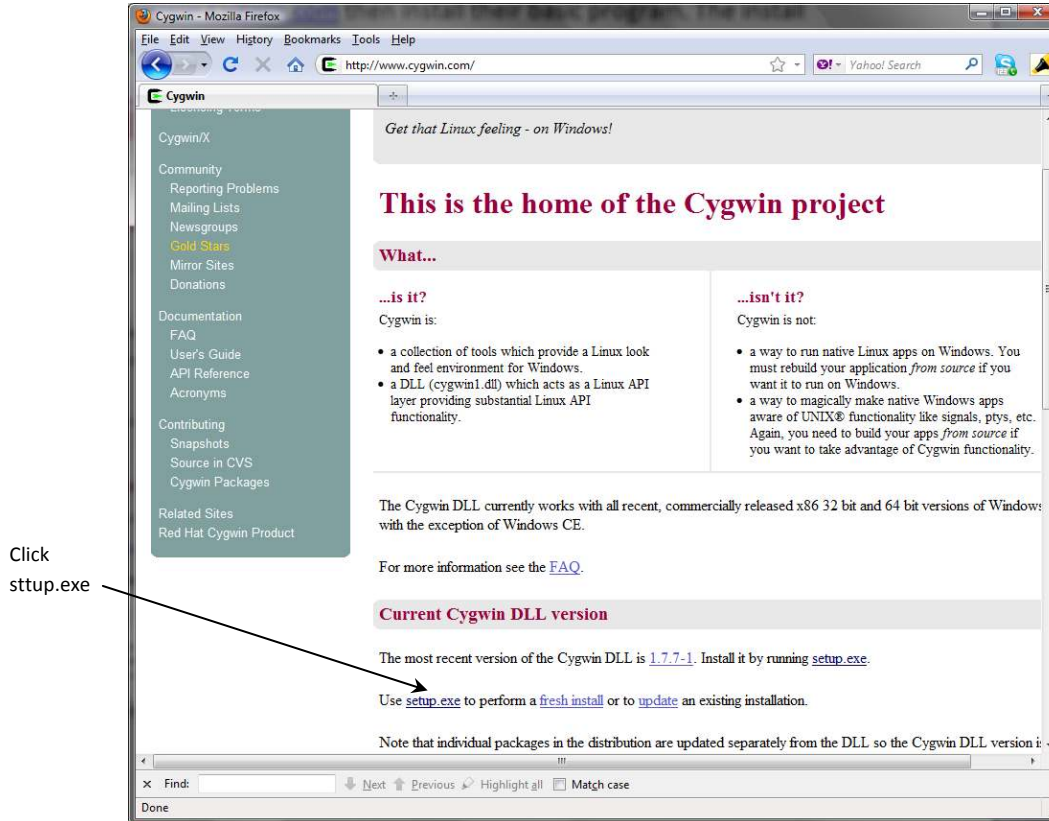 .com then install their basic program. The install
Cygwin - Mozilla Firefox
File Edit View History Bookmarks Tools Help
http://www.cygwin.com/
Yahoo! Search
Cygwin
Licensing Terms
Cygwin/X
Community
Reporting Problems
Mailing Lists
Newsgroups
Gold Stars
Mirror Sites
Donations
Documentation
FAQ
User's Guide
API Reference
Acronyms
Contributing
Snapshots
Source in CVS
Cygwin Packages
Related Sites
Red Hat Cygwin Product
Get that Linux feeling - on Windows!
This is the home of the Cygwin project
What...
...is it?
Cygwin is:
• a collection of tools which provide a Linux look
and feel environment for Windows.
• a DLL (cygwin1.dll) which acts as a Linux API
layer providing substantial Linux API
functionality.
...isn't it?
Cygwin is not:
• a way to run native Linux apps on Windows. You
must rebuild your application from source if you
want it to run on Windows.
• a way to magically make native Windows apps
aware of UNIX® functionality like signals, ptys, etc.
Again, you need to build your apps from source if
you want to take advantage of Cygwin functionality.
The Cygwin DLL currently works with all recent, commercially released x86 32 bit and 64 bit versions of Windows
with the exception of Windows CE.
For more information see the FAQ.
Current Cygwin DLL version
The most recent version of the Cygwin DLL is 1.7.7-1. Install it by running setup.exe.
Use setup.exe to perform a fresh install or to update an existing installation.
Note that individual packages in the distribution are updated separately from the DLL so the Cygwin DLL version is
Click
sttup.exe
Find: Next Previous Highlight all Match case
Done